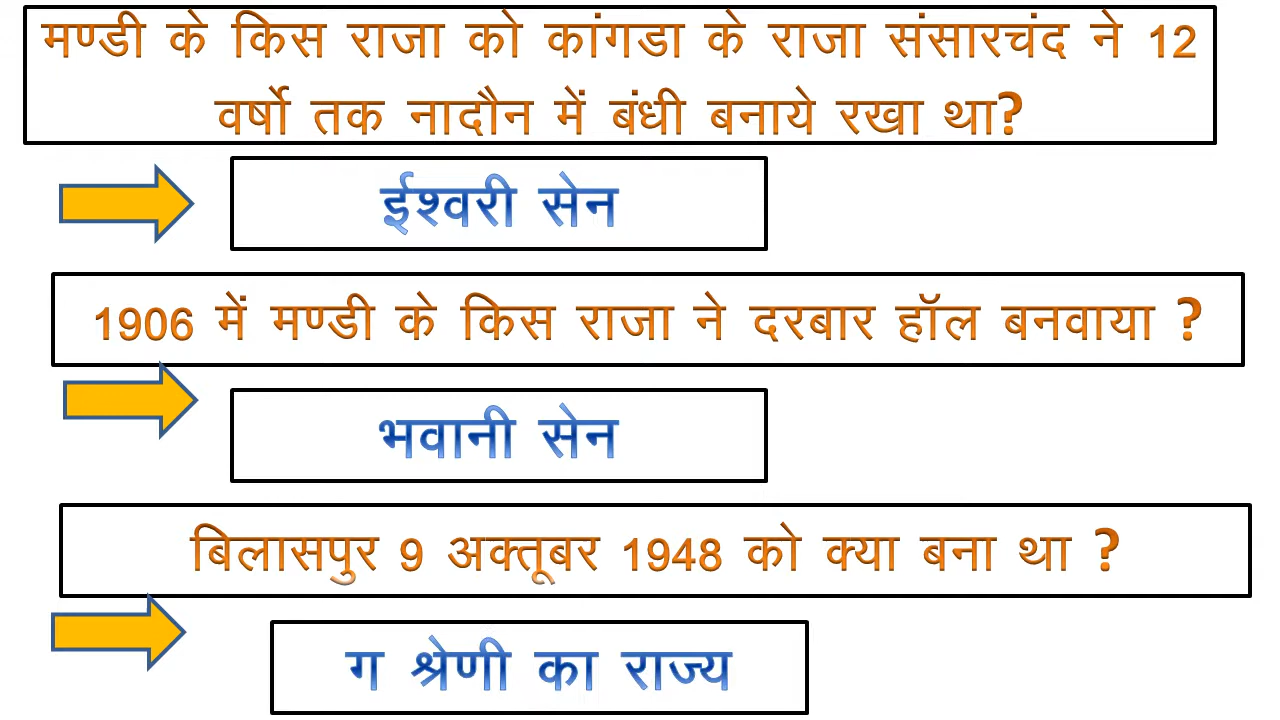 मण्डी के किस राजा को कांगडा के राजा संसारचंद ने 12
वर्षो तक नादौन में बंधी बनाये रखा था?
ईश्वरी सेन
1906 में मण्डी के किस राजा ने दरबार हॉल बनवाया ?
भवानी सेन
बिलासपुर 9 अक्तूबर 1948 को क्या बना था ?
ग श्रेणी का राज्य